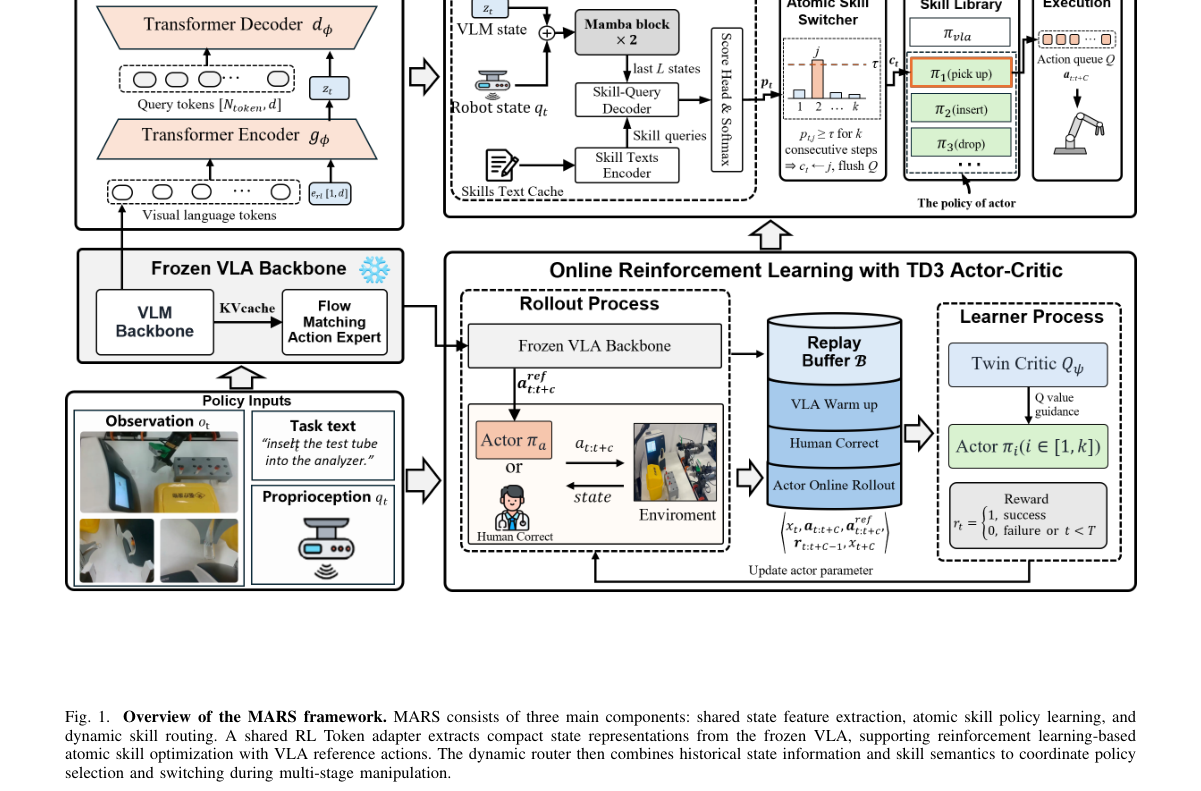 Transformer Decoder dϕ
Query tokens [Ntoken, d]
zt
Transformer Encoder gϕ
erl [1,d]
Visual language tokens
zt
VLM state
Robot state qt
Mamba block
× 2
last L states
Skill-Query
Decoder
Skill queries
Skill Texts
Encoder
Skills Text Cache
Score Head & Softmax
pt
Atomic Skill
Switcher
j
τ
1 2 … k
pt,j ≥ τ for k
consecutive steps
⇒ ct ← j, flush Q
ct
Skill Library
πvla
π1(pick up)
π2(insert)
π3(drop)
…
The policy of actor
Execution
Action queue Q
at:t+C
Frozen VLA Backbone
VLM
Backbone
KVcache
Flow
Matching
Action Expert
Policy Inputs
Observation ot
Task text
“insert the test tube
into the analyzer.”
Proprioception qt
Online Reinforcement Learning with TD3 Actor-Critic
Rollout Process
Frozen VLA Backbone
a^ref t:t+c
Actor πa
or
Human Correct
at:t+c
state
Enviroment
Replay
Buffer ℬ
VLA Warm up
Human Correct
Actor Online Rollout
⟨xt, at:t+C, a^ref t:t+c,
rt:t+C−1, xt+C⟩
Learner Process
Twin Critic Qψ
Q value
guidance
Actor πi(i ∈ [1, k])
Reward
rt = {1, success
0, failure or t < T
Update actor parameter
Fig. 1. Overview of the MARS framework. MARS consists of three main components: shared state feature extraction, atomic skill policy learning, and
dynamic skill routing. A shared RL Token adapter extracts compact state representations from the frozen VLA, supporting reinforcement learning-based
atomic skill optimization with VLA reference actions. The dynamic router then combines historical state information and skill semantics to coordinate policy
selection and switching during multi-stage manipulation.